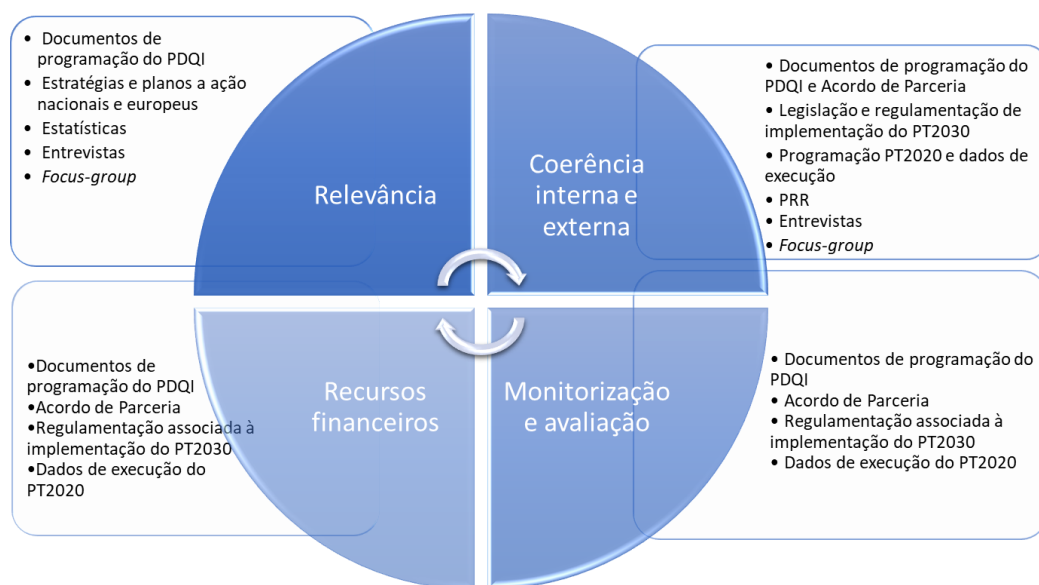 • Documentos de
programação do PDQI
• Estratégias e planos a ação
nacionais e europeus
• Estatísticas
• Entrevistas
• Focus-group
Relevância
Coerência
interna e
externa
• Documentos de programação do
PDQI e Acordo de Parceria
• Legislação e regulamentação de
implementação do PT2030
• Programação PT2020 e dados de
execução
• PRR
• Entrevistas
• Focus-group
•Documentos de
programação do PDQI
•Acordo de Parceria
•Regulamentação associada à
implementação do PT2030
•Dados de execução do
PT2020
Recursos
financeiros
Monitorização
e avaliação
• Documentos de programação do
PDQI
• Acordo de Parceria
• Regulamentação associada à
implementação do PT2030
• Dados de execução do PT2020